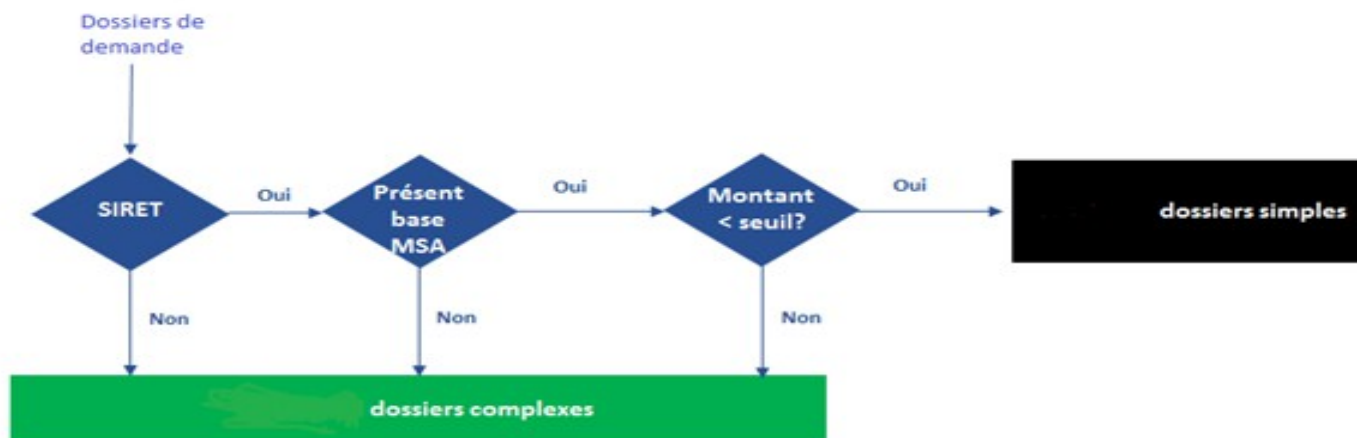 Dossiers de
demande
SIRET
Oui
Présent
base
MSA
Oui
Montant
< seuil?
Oui
dossiers simples
Non
Non
Non
dossiers complexes